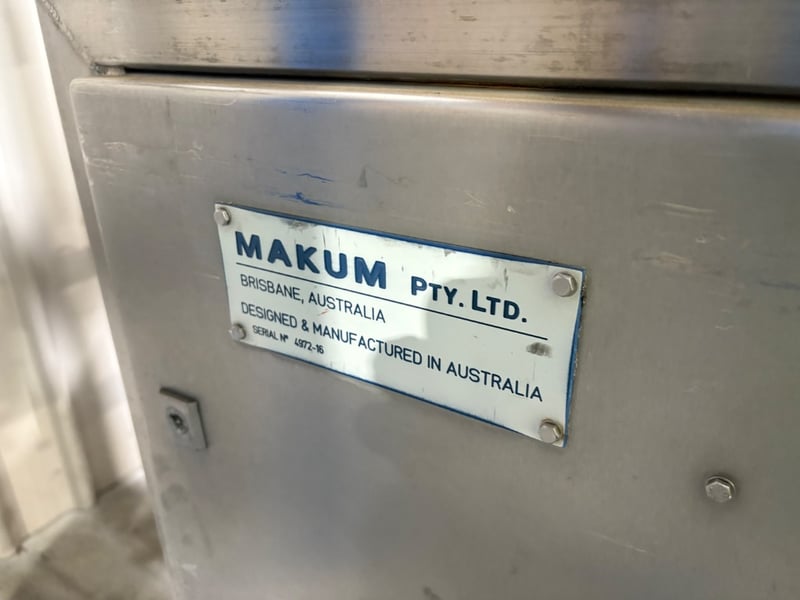 MAKUM PTY. LTD.
BRISBANE, AUSTRALIA
DESIGNED & MANUFACTURED IN AUSTRALIA
SERIAL Nº 4972-16